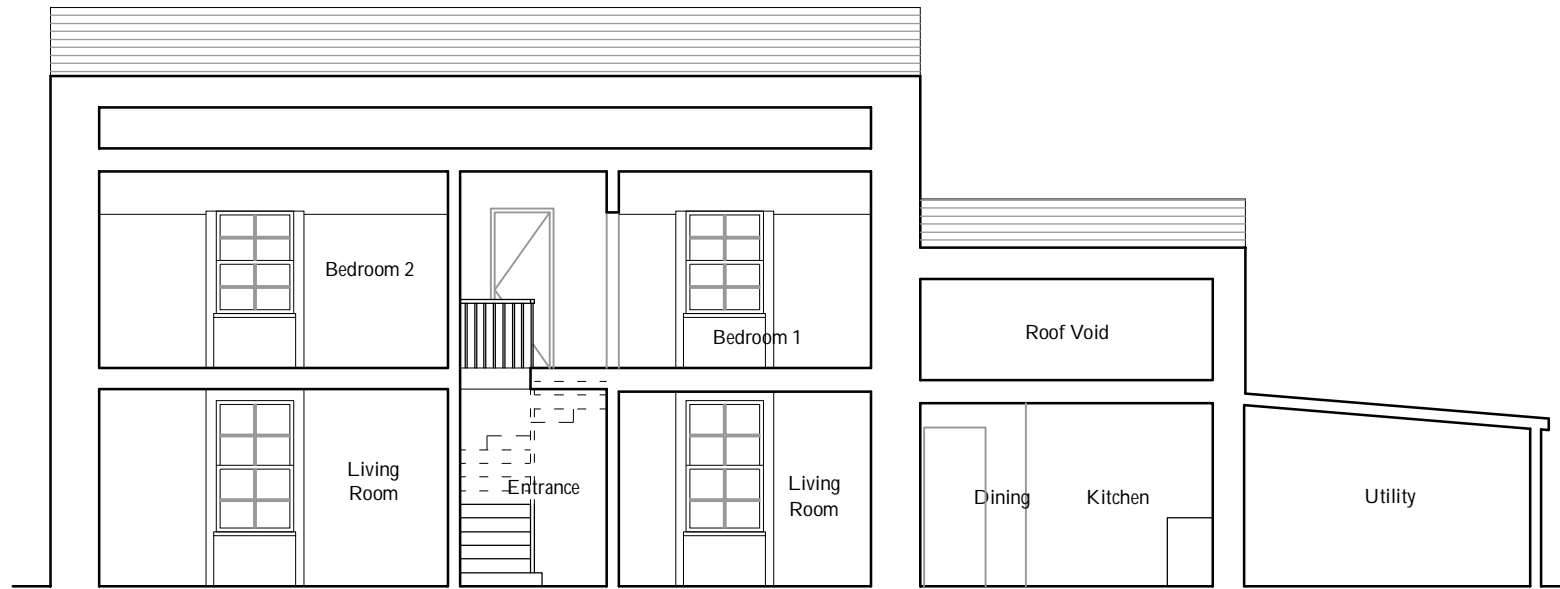 Bedroom 2
Bedroom 1
Roof Void
Living
Room
Entrance
Living
Room
Dining
Kitchen
Utility